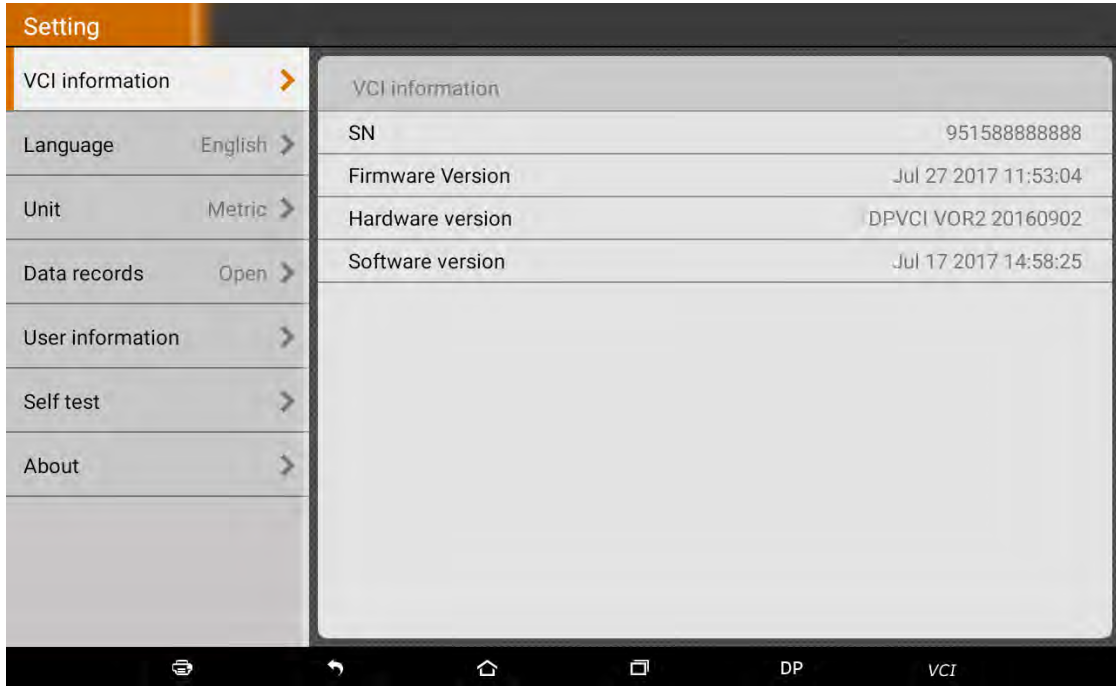 Setting
VCI information
Language English
Unit Metric
Data records Open
User information
Self test
About
VCI information
SN 951588888888
Firmware Version Jul 27 2017 11:53:04
Hardware version DPVCI VOR2 20160902
Software version Jul 17 2017 14:58:25
DP VCI